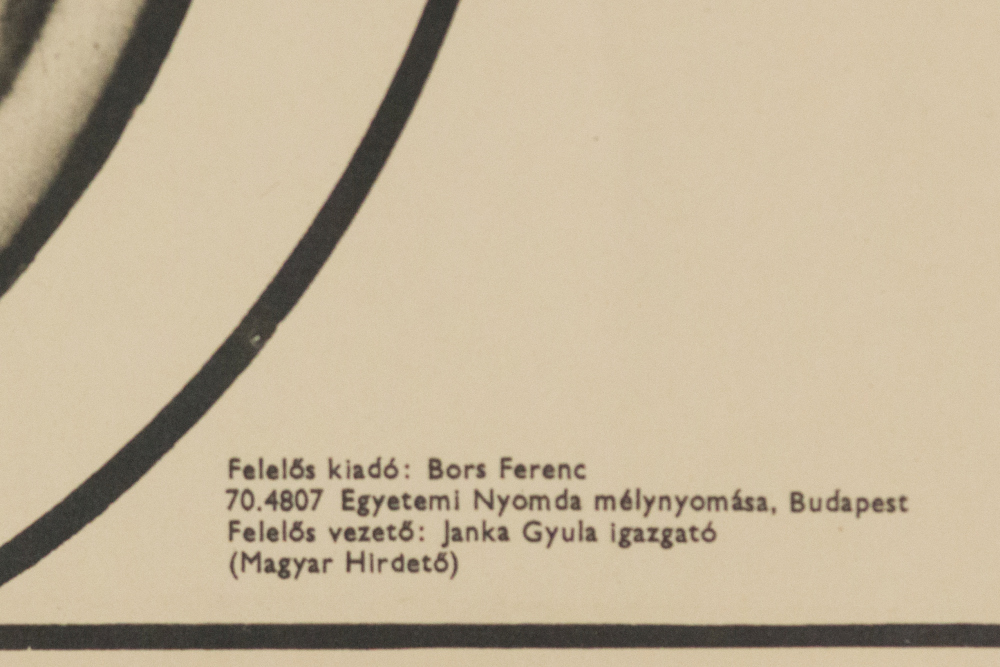 Felelős kiadó: Bors Ferenc
70.4807 Egyetemi Nyomda mélynyomása, Budapest
Felelős vezető: Janka Gyula igazgató
(Magyar Hirdető)